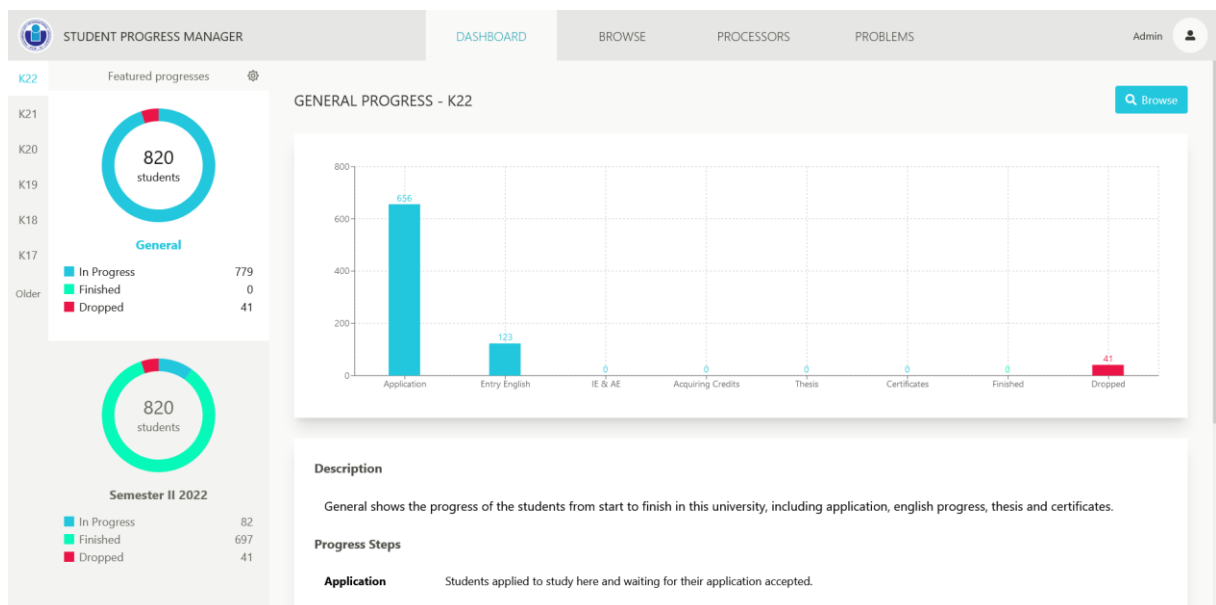 STUDENT PROGRESS MANAGER
DASHBOARD
BROWSE
PROCESSORS
PROBLEMS
Admin
K22
K21
K20
K19
K18
K17
Older
Featured progresses
820
students
General
In Progress 779
Finished 0
Dropped 41
820
students
Semester II 2022
In Progress 82
Finished 697
Dropped 41
GENERAL PROGRESS - K22
Browse
800
600
400
200
0
656
123
0
0
0
0
0
41
Application
Entry English
IE & AE
Acquiring Credits
Thesis
Certificates
Finished
Dropped
Description
General shows the progress of the students from start to finish in this university, including application, english progress, thesis and certificates.
Progress Steps
Application Students applied to study here and waiting for their application accepted.